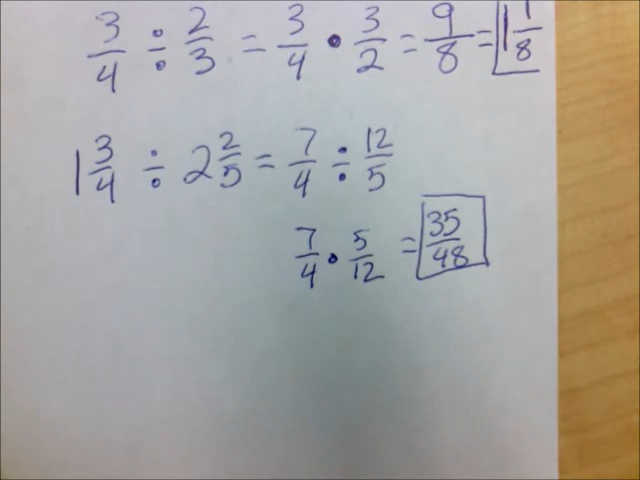 3/4 ÷ 2/3 = 3/4 • 3/2 = 9/8 = 1 1/8
1 3/4 ÷ 2 2/5 = 7/4 ÷ 12/5
7/4 • 5/12 = 35/48